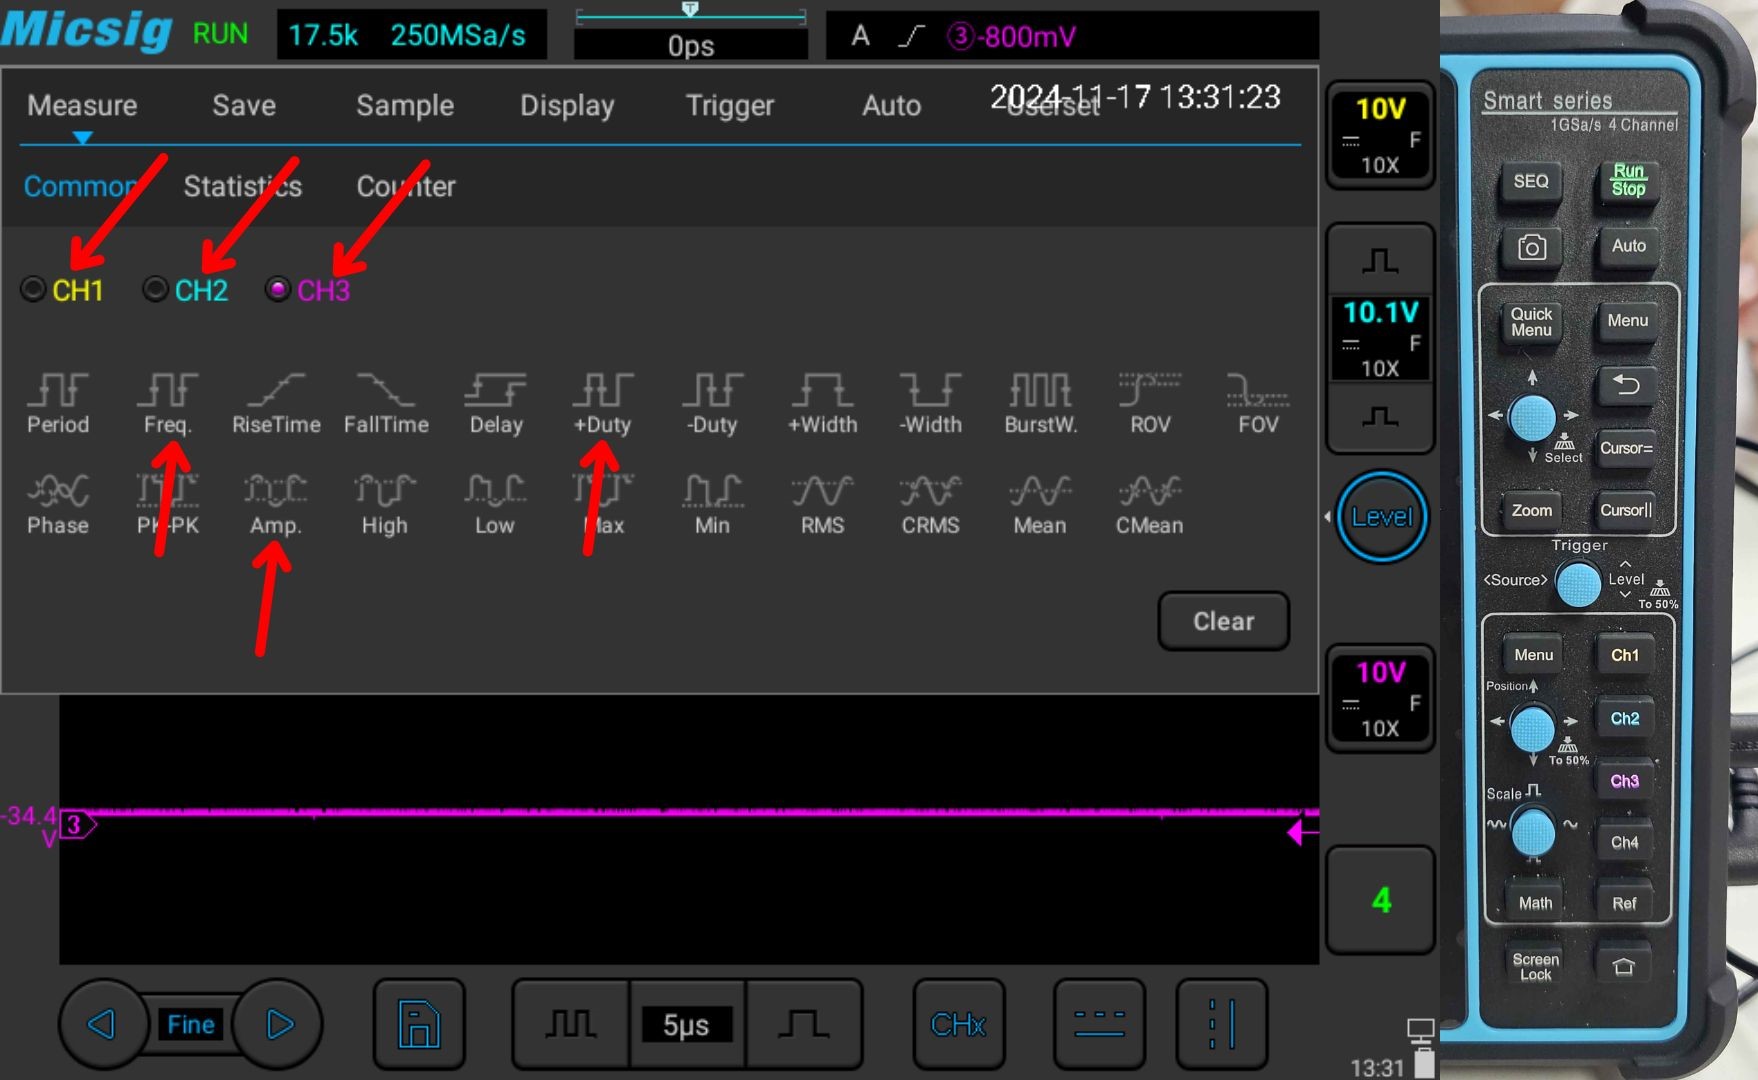 Micsig RUN 17.5k 250MSa/s T 0ps A 3 -800mV
Measure Save Sample Display Trigger Auto Userset 2024-11-17 13:31:23
Common Statistics Counter
CH1 CH2 CH3
Period Freq. RiseTime FallTime Delay +Duty -Duty +Width -Width BurstW. ROV FOV
Phase PK-PK Amp. High Low Max Min RMS CRMS Mean CMean
Clear
10V
F
10X
10.1V
F
10X
Level
10V
F
10X
4
-34.4
V
3
Fine
5µs
CHx
13:31
Smart series
1GSa/s 4 Channel
SEQ
Run
Stop
Auto
Quick
Menu
Menu
Select
Cursor=
Zoom
Cursor||
Trigger
<Source>
Level
To 50%
Menu
Ch1
Position
Ch2
To 50%
Ch3
Scale
Ch4
Math
Ref
Screen
Lock